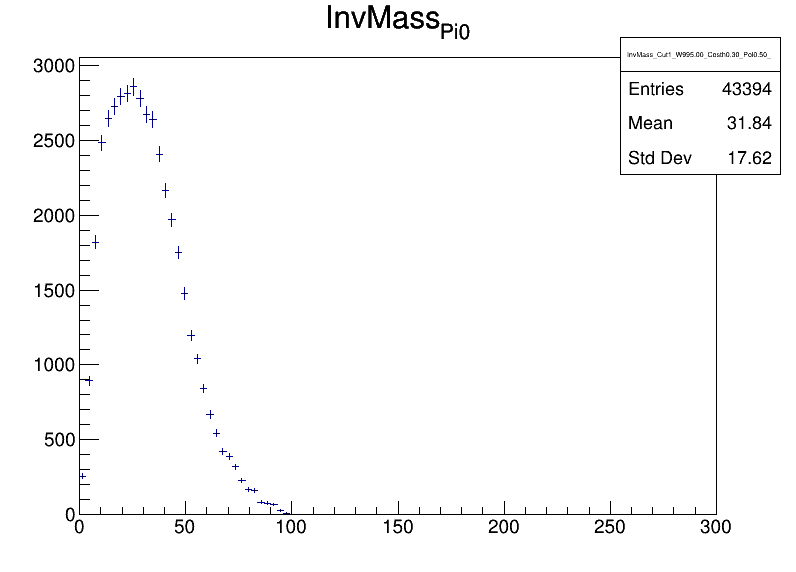 InvMass_Pi0
InvMass_Cut1_W995.00_Costh0.30_Pol0.50_
Entries 43394
Mean 31.84
Std Dev 17.62
3000
2500
2000
1500
1000
500
0
0 50 100 150 200 250 300